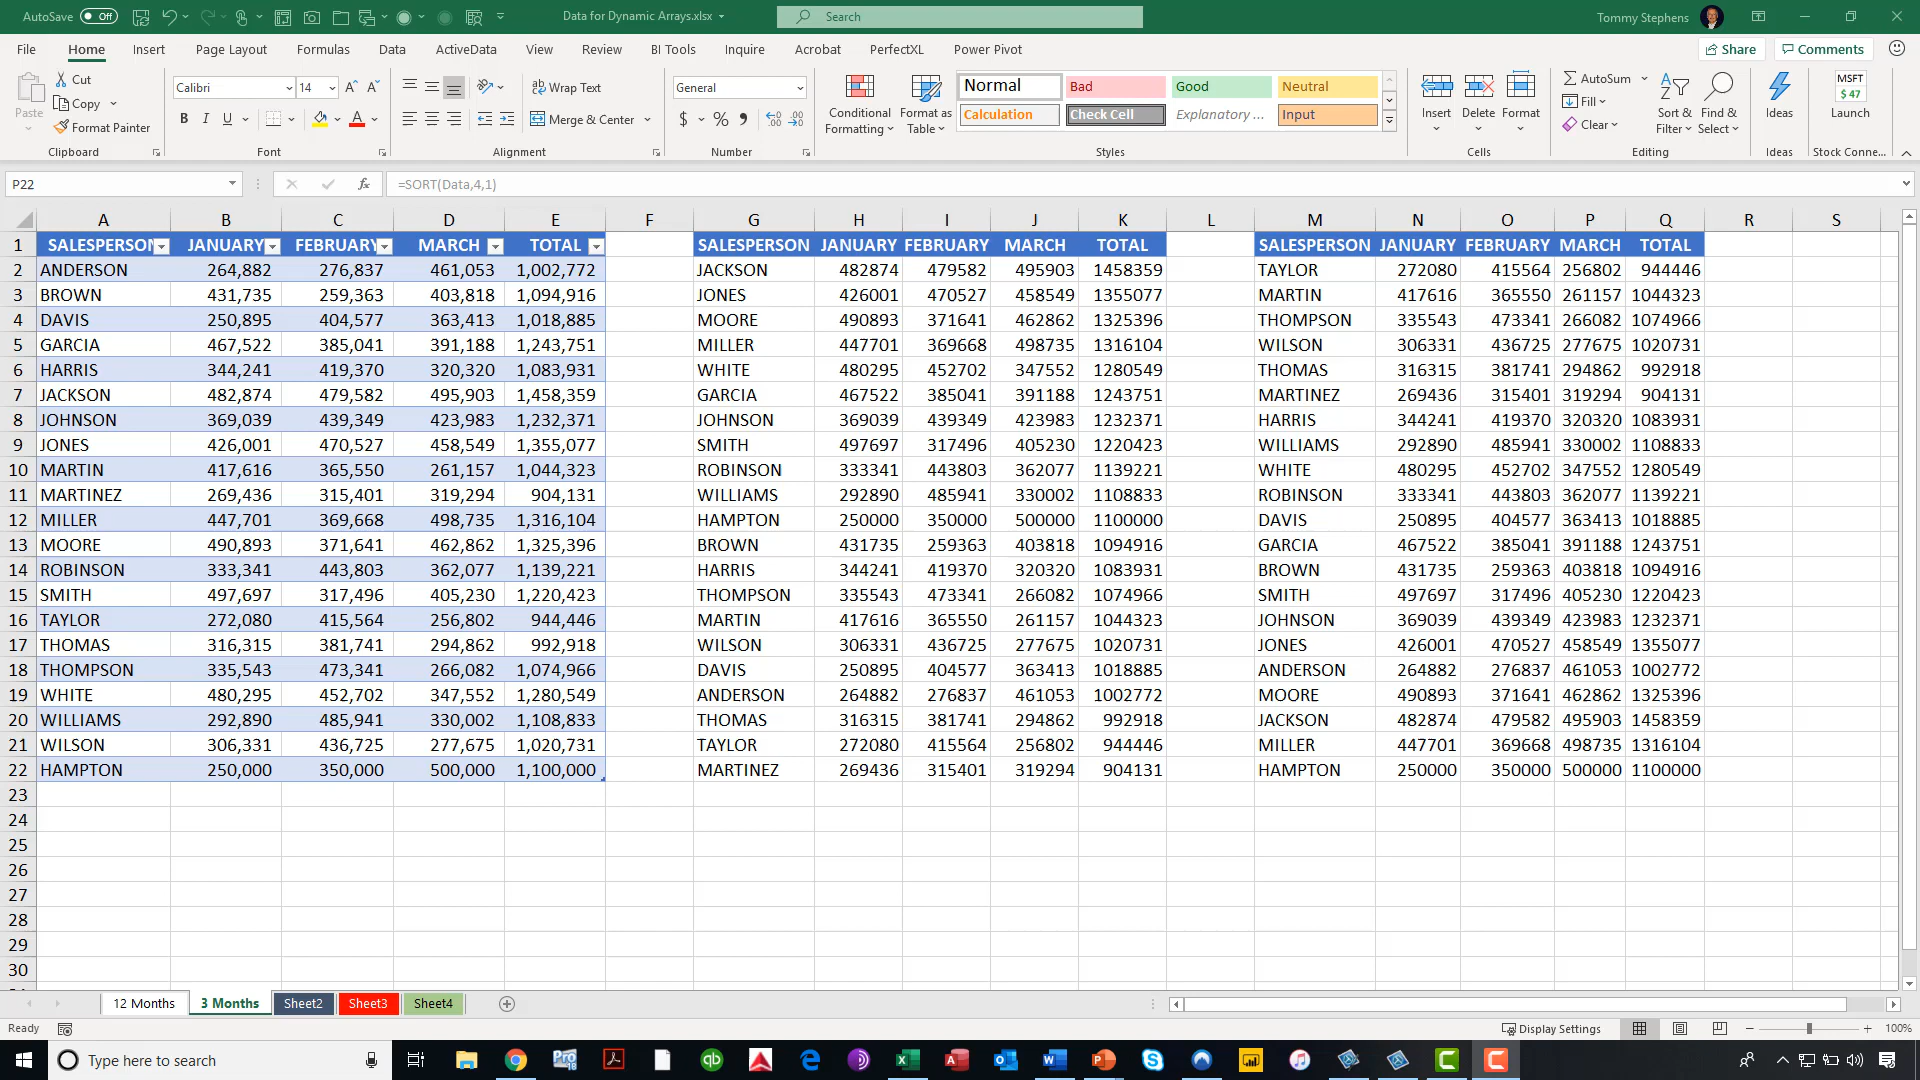 AutoSave Off Data for Dynamic Arrays.xlsx Search Tommy Stephens
File Home Insert Page Layout Formulas Data ActiveData View Review BI Tools Inquire Acrobat PerfectXL Power Pivot Share Comments
Paste Cut Copy Format Painter Clipboard
Calibri 14 B I U A Font
Wrap Text Merge & Center Alignment
General $ % Number
Conditional Formatting Format as Table
Normal Bad Good Neutral
Calculation Check Cell Explanatory ... Input
Styles
Insert Delete Format Cells
AutoSum Fill Clear Sort & Filter Find & Select Editing
Ideas Ideas
MSFT $ 47 Launch Stock Conne...
P22 fx =SORT(Data,4,1)
A B C D E F G H I J K L M N O P Q R S
1 SALESPERSON JANUARY FEBRUARY MARCH TOTAL SALESPERSON JANUARY FEBRUARY MARCH TOTAL SALESPERSON JANUARY FEBRUARY MARCH TOTAL
2 ANDERSON 264,882 276,837 461,053 1,002,772 JACKSON 482874 479582 495903 1458359 TAYLOR 272080 415564 256802 944446
3 BROWN 431,735 259,363 403,818 1,094,916 JONES 426001 470527 458549 1355077 MARTIN 417616 365550 261157 1044323
4 DAVIS 250,895 404,577 363,413 1,018,885 MOORE 490893 371641 462862 1325396 THOMPSON 335543 473341 266082 1074966
5 GARCIA 467,522 385,041 391,188 1,243,751 MILLER 447701 369668 498735 1316104 WILSON 306331 436725 277675 1020731
6 HARRIS 344,241 419,370 320,320 1,083,931 WHITE 480295 452702 347552 1280549 THOMAS 316315 381741 294862 992918
7 JACKSON 482,874 479,582 495,903 1,458,359 GARCIA 467522 385041 391188 1243751 MARTINEZ 269436 315401 319294 904131
8 JOHNSON 369,039 439,349 423,983 1,232,371 JOHNSON 369039 439349 423983 1232371 HARRIS 344241 419370 320320 1083931
9 JONES 426,001 470,527 458,549 1,355,077 SMITH 497697 317496 405230 1220423 WILLIAMS 292890 485941 330002 1108833
10 MARTIN 417,616 365,550 261,157 1,044,323 ROBINSON 333341 443803 362077 1139221 WHITE 480295 452702 347552 1280549
11 MARTINEZ 269,436 315,401 319,294 904,131 WILLIAMS 292890 485941 330002 1108833 ROBINSON 333341 443803 362077 1139221
12 MILLER 447,701 369,668 498,735 1,316,104 HAMPTON 250000 350000 500000 1100000 DAVIS 250895 404577 363413 1018885
13 MOORE 490,893 371,641 462,862 1,325,396 BROWN 431735 259363 403818 1094916 GARCIA 467522 385041 391188 1243751
14 ROBINSON 333,341 443,803 362,077 1,139,221 HARRIS 344241 419370 320320 1083931 BROWN 431735 259363 403818 1094916
15 SMITH 497,697 317,496 405,230 1,220,423 THOMPSON 335543 473341 266082 1074966 SMITH 497697 317496 405230 1220423
16 TAYLOR 272,080 415,564 256,802 944,446 MARTIN 417616 365550 261157 1044323 JOHNSON 369039 439349 423983 1232371
17 THOMAS 316,315 381,741 294,862 992,918 WILSON 306331 436725 277675 1020731 JONES 426001 470527 458549 1355077
18 THOMPSON 335,543 473,341 266,082 1,074,966 DAVIS 250895 404577 363413 1018885 ANDERSON 264882 276837 461053 1002772
19 WHITE 480,295 452,702 347,552 1,280,549 ANDERSON 264882 276837 461053 1002772 MOORE 490893 371641 462862 1325396
20 WILLIAMS 292,890 485,941 330,002 1,108,833 THOMAS 316315 381741 294862 992918 JACKSON 482874 479582 495903 1458359
21 WILSON 306,331 436,725 277,675 1,020,731 TAYLOR 272080 415564 256802 944446 MILLER 447701 369668 498735 1316104
22 HAMPTON 250,000 350,000 500,000 1,100,000 MARTINEZ 269436 315401 319294 904131 HAMPTON 250000 350000 500000 1100000
23
24
25
26
27
28
29
30
12 Months 3 Months Sheet2 Sheet3 Sheet4
Ready Display Settings 100%
Type here to search